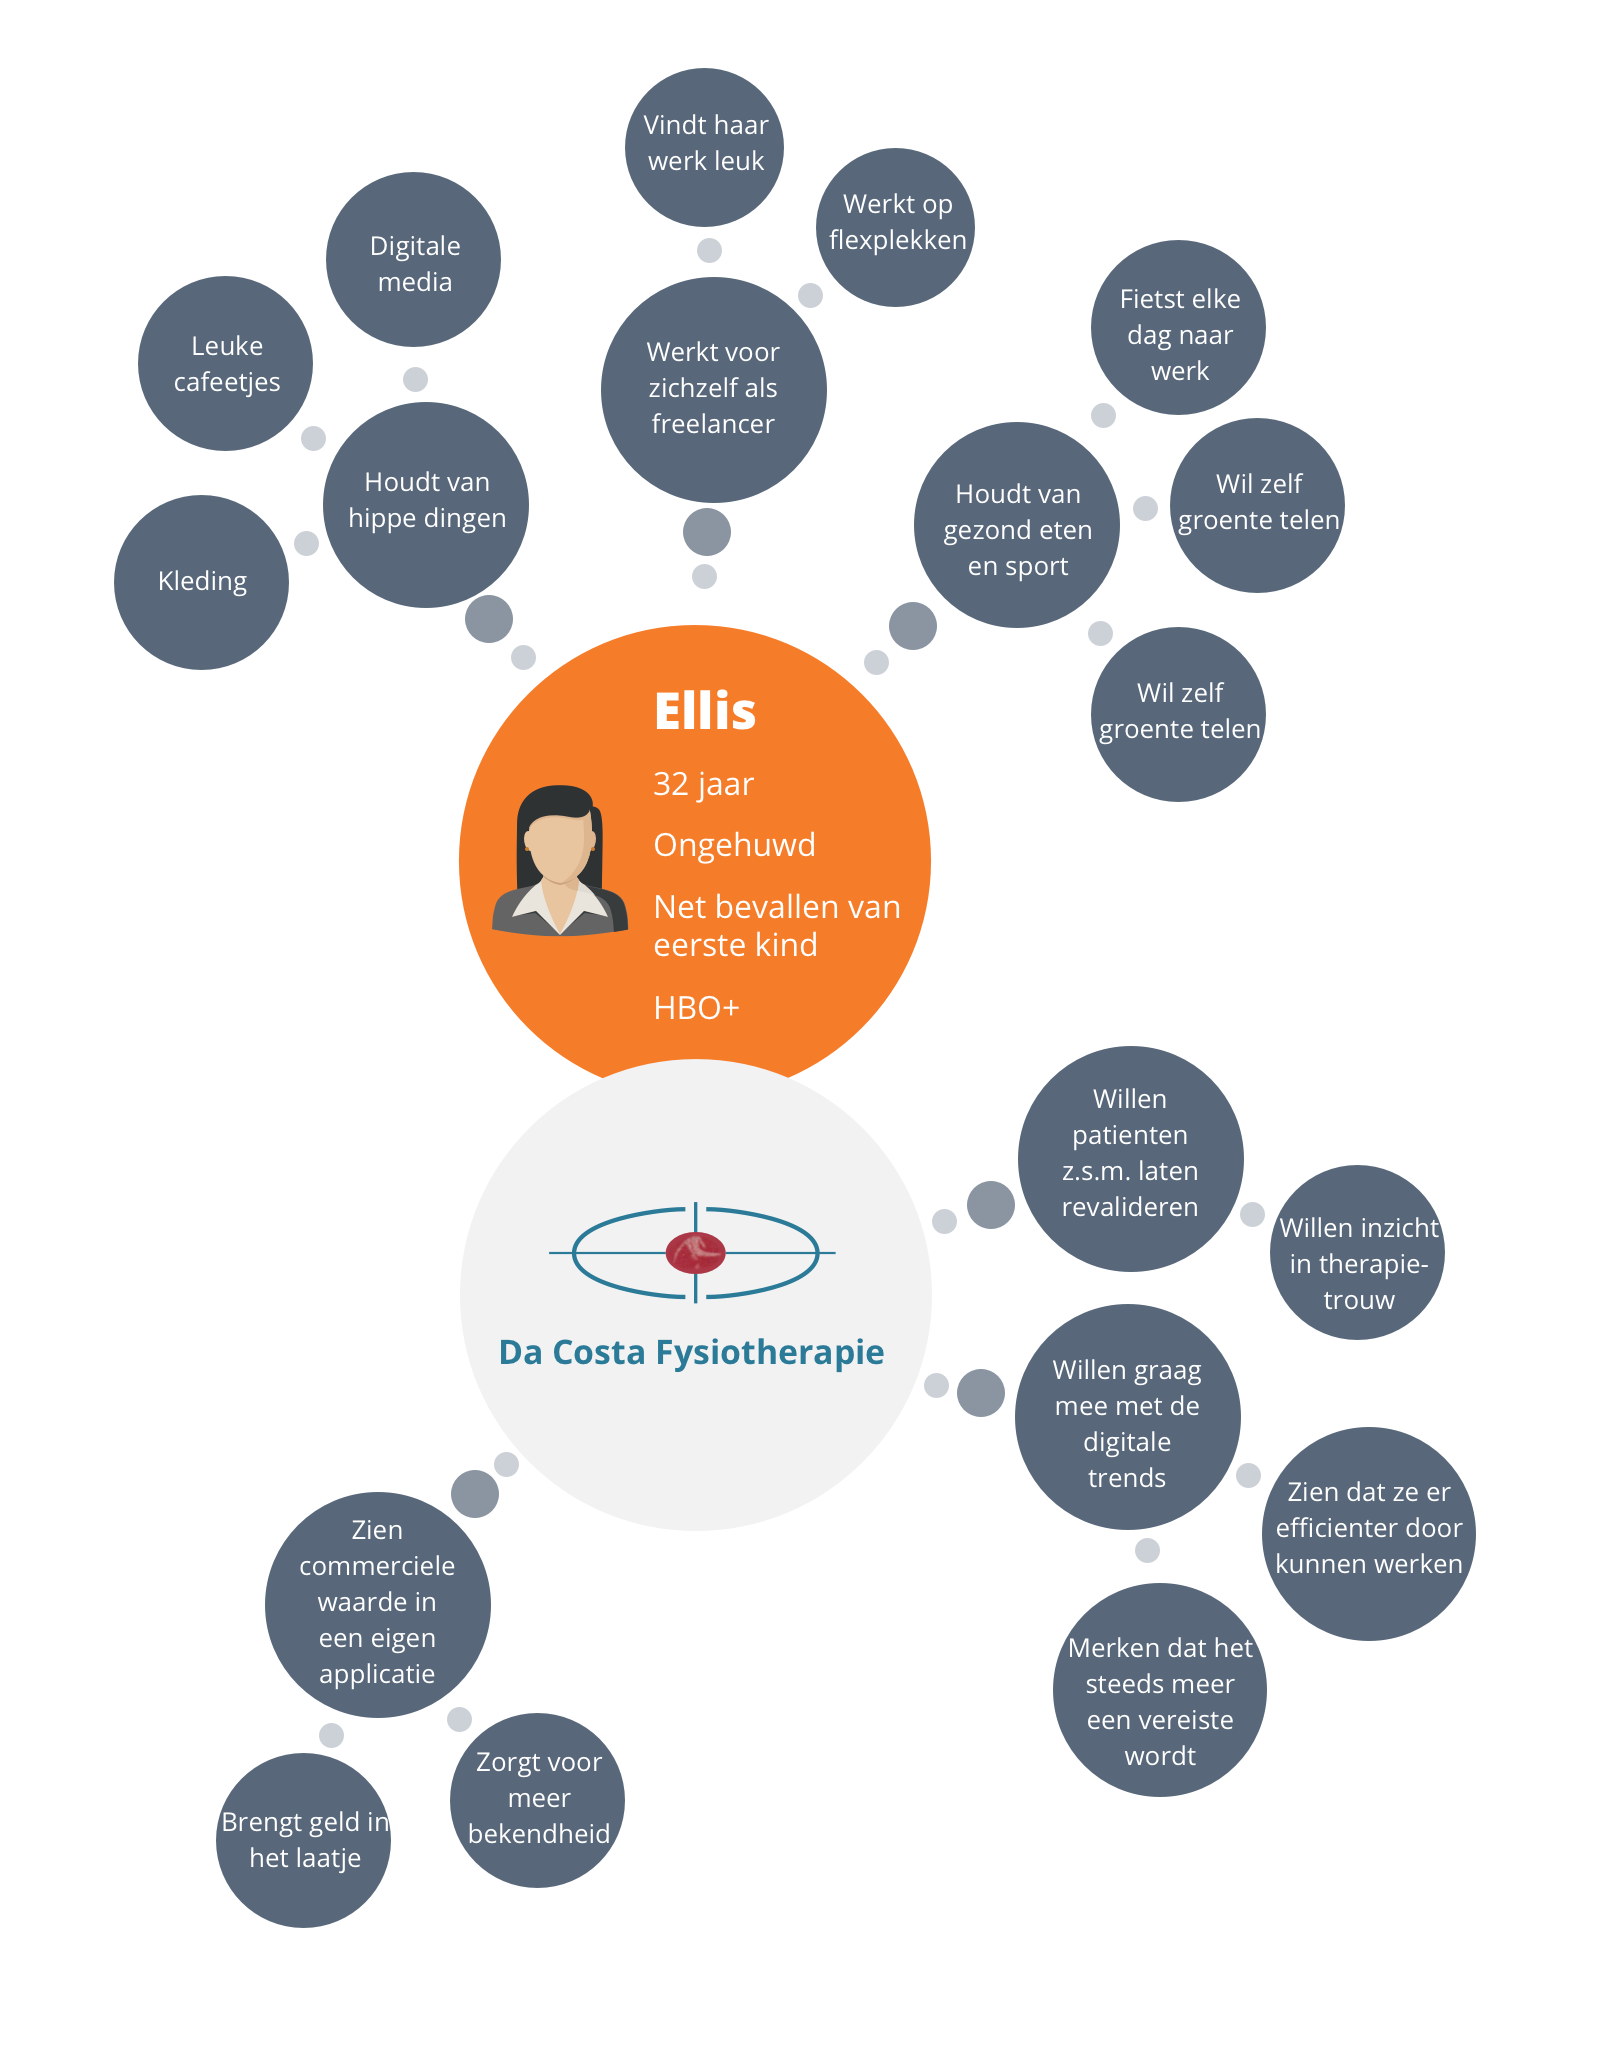 Vindt haar
werk leuk
Werkt op
flexplekken
Digitale
media
Leuke
cafeetjes
Werkt voor
zichzelf als
freelancer
Fietst elke
dag naar
werk
Houdt van
hippe dingen
Houdt van
gezond eten
en sport
Wil zelf
groente telen
Kleding
Wil zelf
groente telen
Ellis
32 jaar
Ongehuwd
Net bevallen van
eerste kind
HBO+
Willen
patienten
z.s.m. laten
revalideren
Willen inzicht
in therapie-
trouw
Da Costa Fysiotherapie
Willen graag
mee met de
digitale
trends
Zien dat ze er
efficienter door
kunnen werken
Merken dat het
steeds meer
een vereiste
wordt
Zien
commerciele
waarde in
een eigen
applicatie
Zorgt voor
meer
bekendheid
Brengt geld in
het laatje